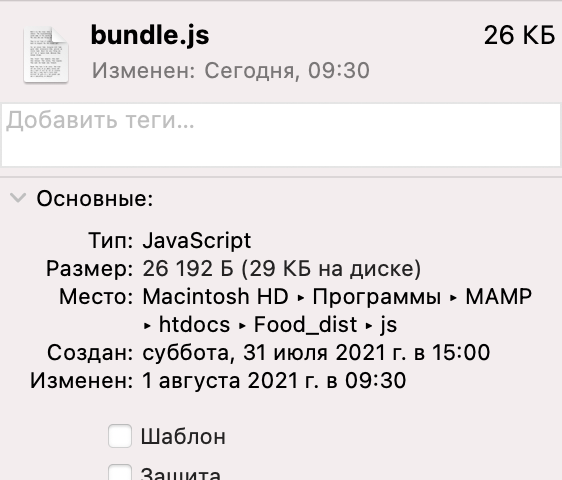 bundle.js 26 КБ
Изменен: Сегодня, 09:30
Добавить теги...
Основные:
Тип: JavaScript
Размер: 26 192 Б (29 КБ на диске)
Место: Macintosh HD ▸ Программы ▸ MAMP
▸ htdocs ▸ Food_dist ▸ js
Создан: суббота, 31 июля 2021 г. в 15:00
Изменен: 1 августа 2021 г. в 09:30
Шаблон
Защита